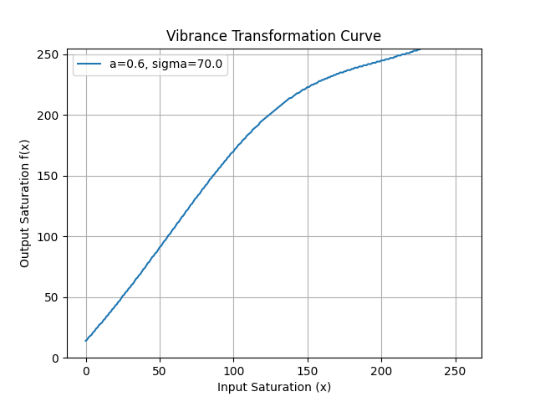 Vibrance Transformation Curve
a=0.6, sigma=70.0
250
200
150
100
50
0
Output Saturation f(x)
0 50 100 150 200 250
Input Saturation (x)